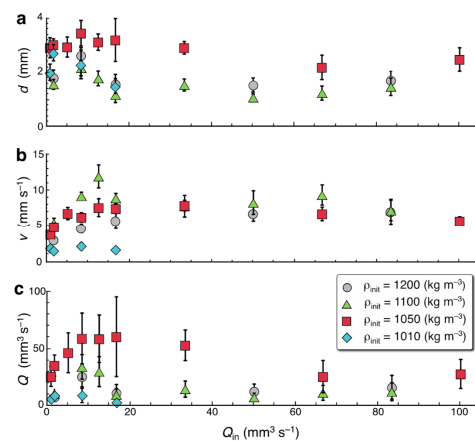 a
4
2
0
d (mm)
b
15
10
5
0
v (mm s⁻¹)
ρinit = 1200 (kg m⁻³)
ρinit = 1100 (kg m⁻³)
ρinit = 1050 (kg m⁻³)
ρinit = 1010 (kg m⁻³)
c
100
50
0
Q (mm³ s⁻¹)
0 20 40 60 80 100
Qin (mm³ s⁻¹)